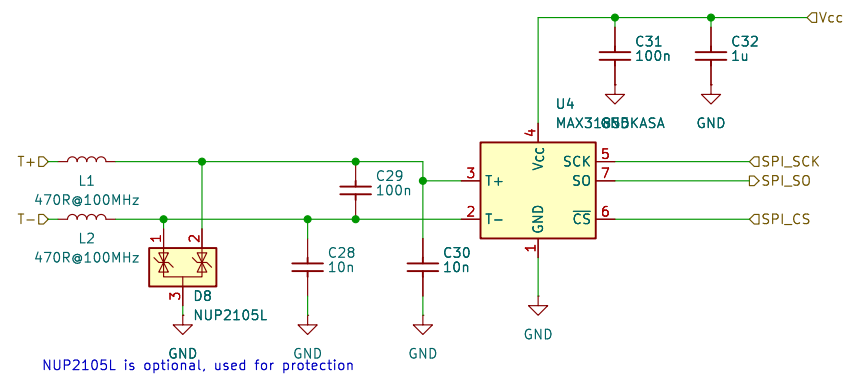 Vcc
C31
100n
C32
1u
GND
GND
U4
MAX31855KASA
4
Vcc
T+
L1
470R@100MHz
C29
100n
3
T+
SCK
5
SPI_SCK
SO
7
SPI_SO
T-
L2
470R@100MHz
2
T-
GND
CS
6
SPI_CS
1
2
1
C28
10n
C30
10n
3
D8
NUP2105L
GND
GND
GND
GND
NUP2105L is optional, used for protection